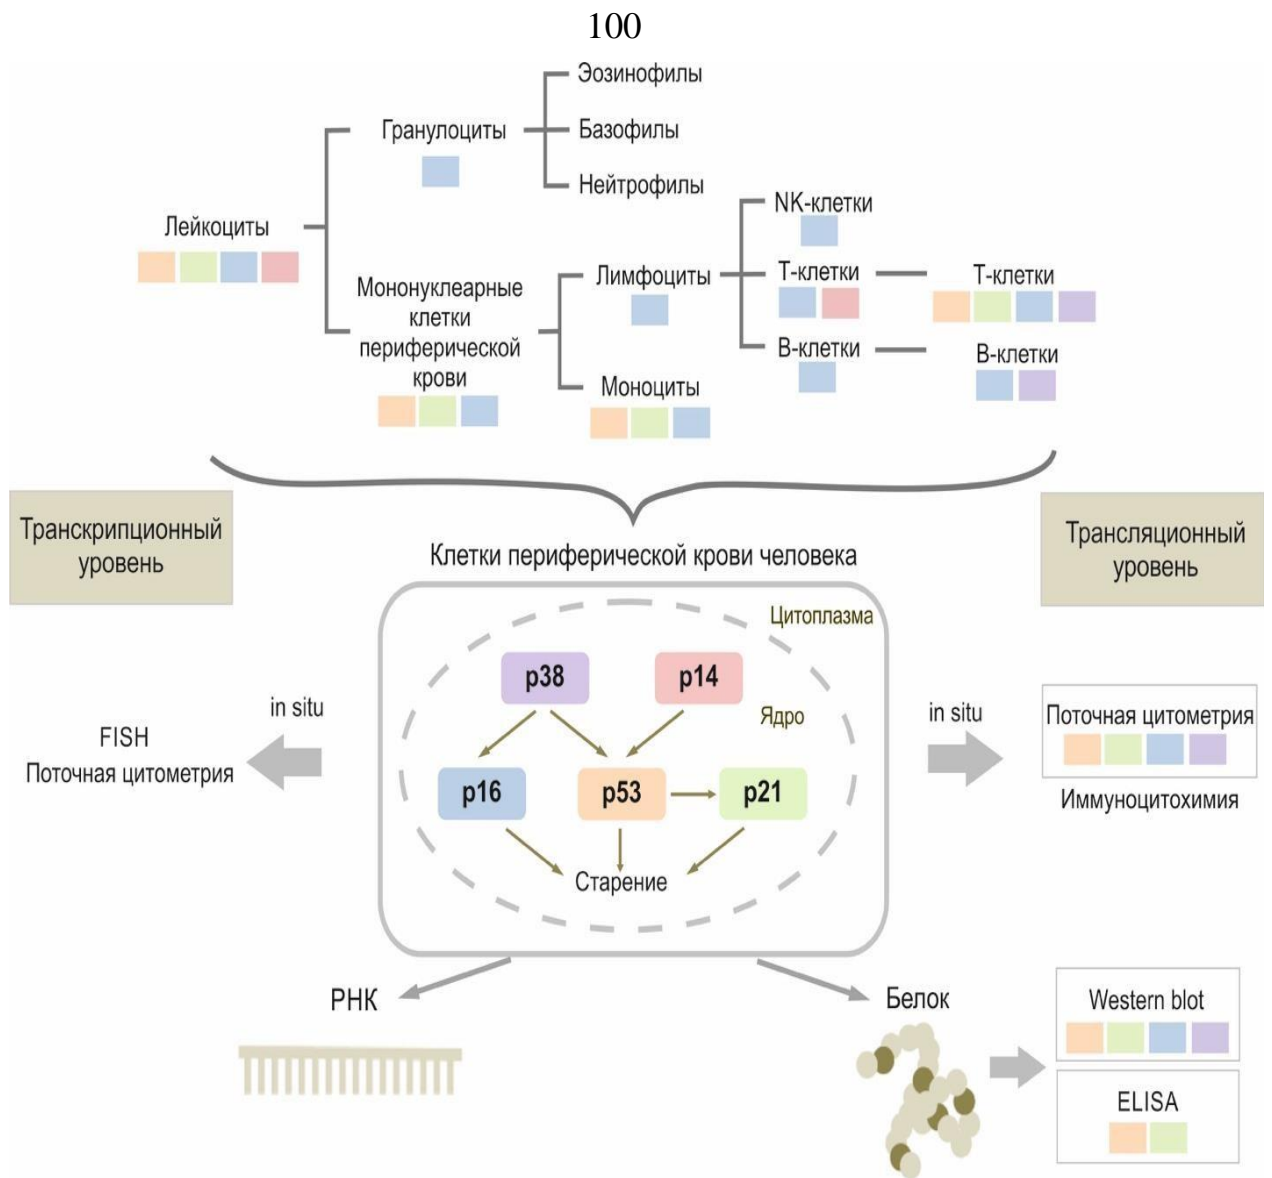 100
Эозинофилы
Гранулоциты
Базофилы
Нейтрофилы
Лейкоциты
NK-клетки
Мононуклеарные
клетки
периферической
крови
Лимфоциты
Т-клетки
Т-клетки
В-клетки
В-клетки
Моноциты
Транскрипционный
уровень
Трансляционный
уровень
Клетки периферической крови человека
Цитоплазма
p38
p14
Ядро
in situ
FISH
Поточная цитометрия
in situ
Поточная цитометрия
Иммуноцитохимия
p16
p53
p21
Старение
РНК
Белок
Western blot
ELISA